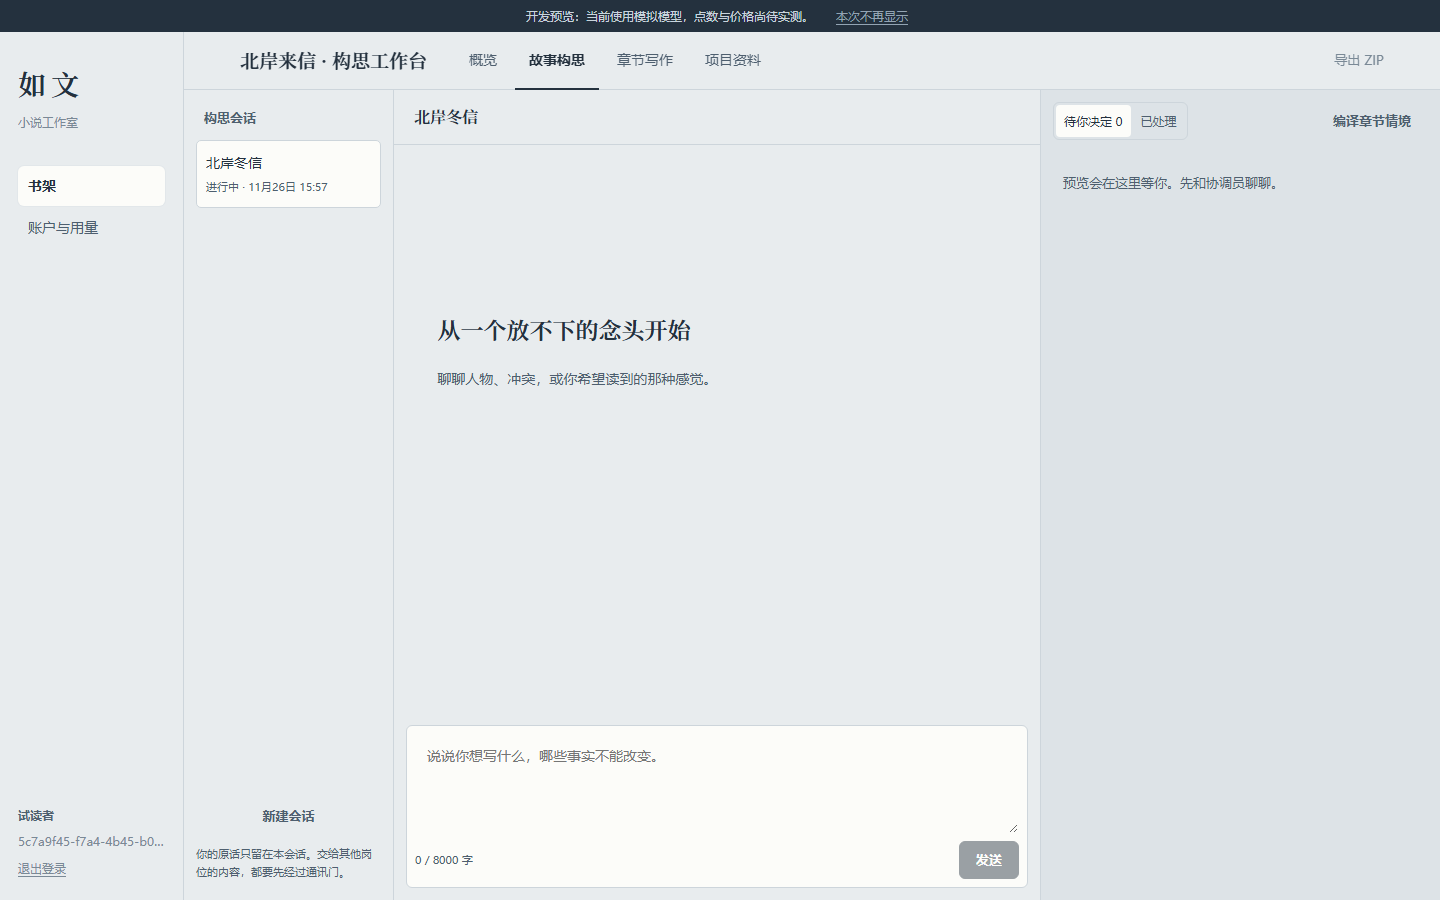 开发预览：当前使用模拟模型，点数与价格尚待实测。 本次不再显示
如文
小说工作室
书架
账户与用量
试读者
5c7a9f45-f7a4-4b45-b0...
退出登录
北岸来信 · 构思工作台
概览
故事构思
章节写作
项目资料
导出 ZIP
构思会话
北岸冬信
进行中 · 11月26日 15:57
新建会话
你的原话只留在本会话。交给其他岗
位的内容，都要先经过通讯门。
北岸冬信
从一个放不下的念头开始
聊聊人物、冲突，或你希望读到的那种感觉。
说说你想写什么，哪些事实不能改变。
0 / 8000 字
发送
待你决定 0
已处理
编译章节情境
预览会在这里等你。先和协调员聊聊。